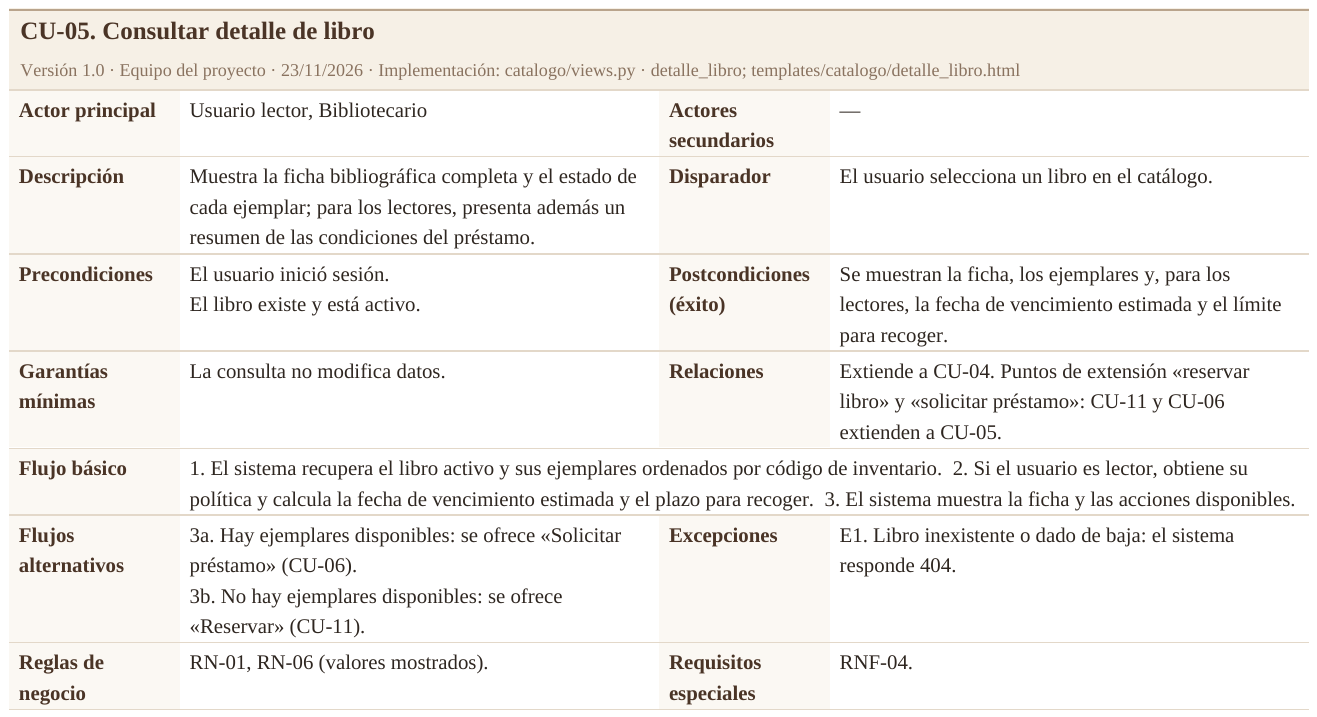 CU-05. Consultar detalle de libro
Versión 1.0 · Equipo del proyecto · 23/11/2026 · Implementación: catalogo/views.py · detalle_libro; templates/catalogo/detalle_libro.html
Actor principal
Usuario lector, Bibliotecario
Actores
secundarios
—
Descripción
Muestra la ficha bibliográfica completa y el estado de
cada ejemplar; para los lectores, presenta además un
resumen de las condiciones del préstamo.
Disparador
El usuario selecciona un libro en el catálogo.
Precondiciones
El usuario inició sesión.
El libro existe y está activo.
Postcondiciones
(éxito)
Se muestran la ficha, los ejemplares y, para los
lectores, la fecha de vencimiento estimada y el límite
para recoger.
Garantías
mínimas
La consulta no modifica datos.
Relaciones
Extiende a CU-04. Puntos de extensión «reservar
libro» y «solicitar préstamo»: CU-11 y CU-06
extienden a CU-05.
Flujo básico
1. El sistema recupera el libro activo y sus ejemplares ordenados por código de inventario. 2. Si el usuario es lector, obtiene su
política y calcula la fecha de vencimiento estimada y el plazo para recoger. 3. El sistema muestra la ficha y las acciones disponibles.
Flujos
alternativos
3a. Hay ejemplares disponibles: se ofrece «Solicitar
préstamo» (CU-06).
3b. No hay ejemplares disponibles: se ofrece
«Reservar» (CU-11).
Excepciones
E1. Libro inexistente o dado de baja: el sistema
responde 404.
Reglas de
negocio
RN-01, RN-06 (valores mostrados).
Requisitos
especiales
RNF-04.